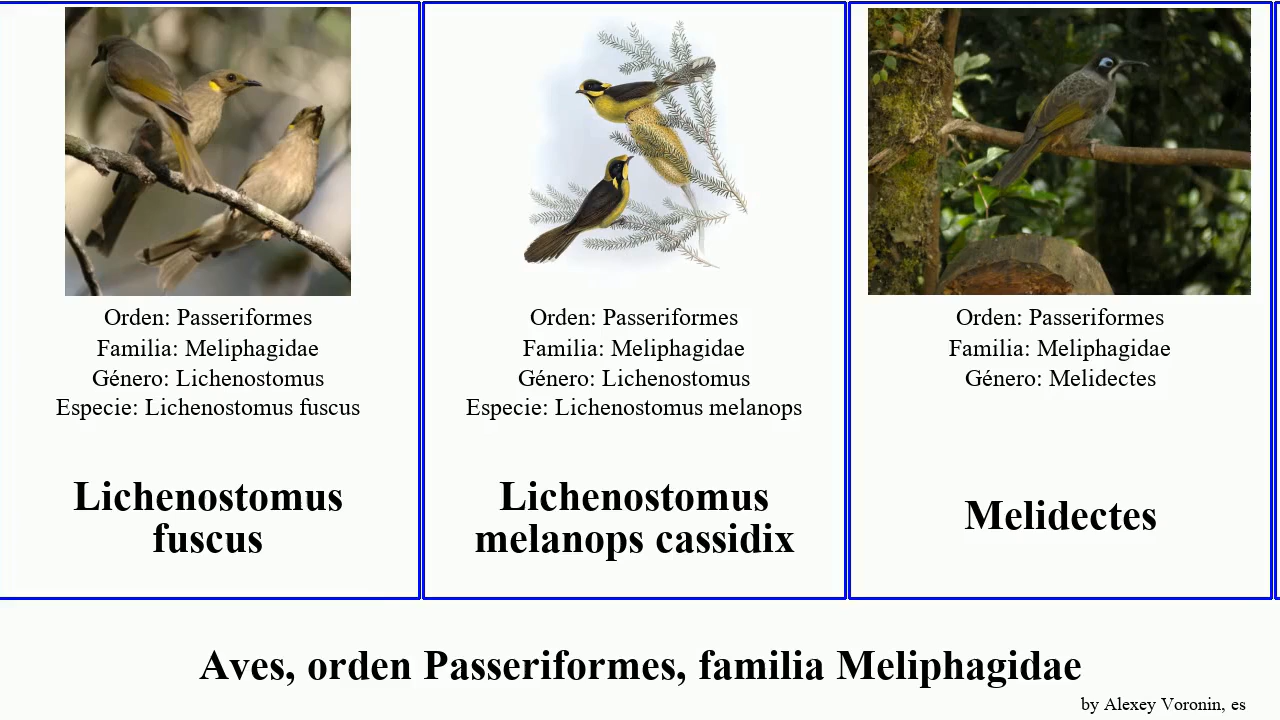 Orden: Passeriformes
Familia: Meliphagidae
Género: Lichenostomus
Especie: Lichenostomus fuscus
Lichenostomus
fuscus
Orden: Passeriformes
Familia: Meliphagidae
Género: Lichenostomus
Especie: Lichenostomus melanops
Lichenostomus
melanops cassidix
Orden: Passeriformes
Familia: Meliphagidae
Género: Melidectes
Melidectes
Aves, orden Passeriformes, familia Meliphagidae
by Alexey Voronin, es